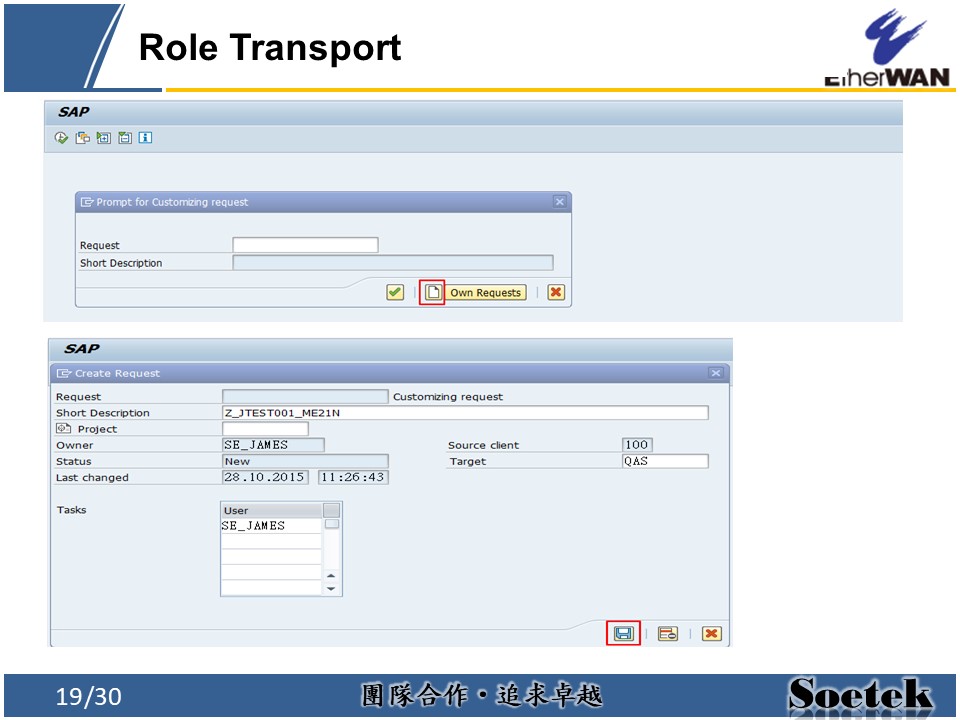 Role Transport
EtherWAN
SAP
Prompt for Customizing request
Request
Short Description
Own Requests
SAP
Create Request
Request Customizing request
Short Description Z_JTEST001_ME21N
Project
Owner SE_JAMES Source client 100
Status New Target QAS
Last changed 28.10.2015 11:26:43
Tasks User
SE_JAMES
19/30 團隊合作・追求卓越 Soetek